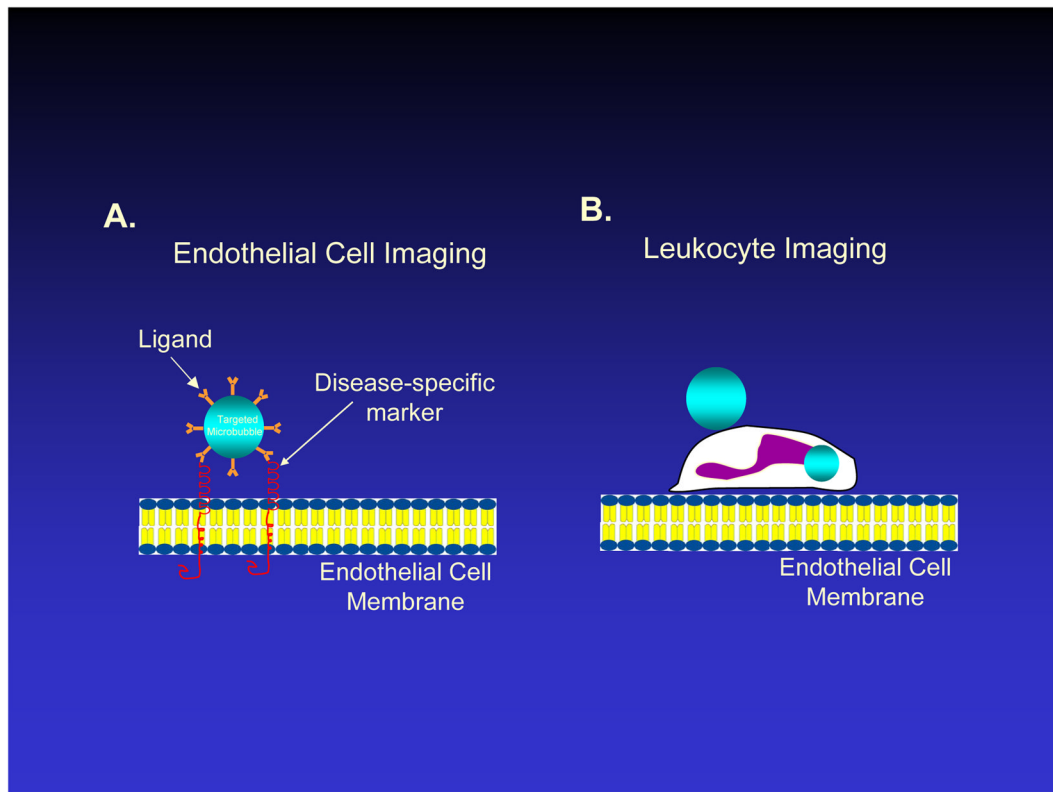 A.
Endothelial Cell Imaging
Ligand
Disease-specific
marker
Targeted
Microbubble
Endothelial Cell
Membrane
B.
Leukocyte Imaging
Endothelial Cell
Membrane